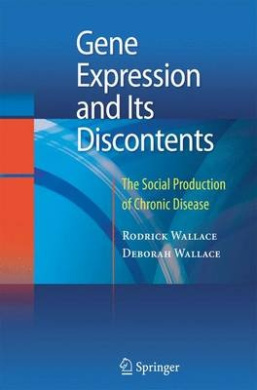 Gene
Expression
and Its
Discontents
The Social Production
of Chronic Disease
RODRICK WALLACE
DEBORAH WALLACE
Springer